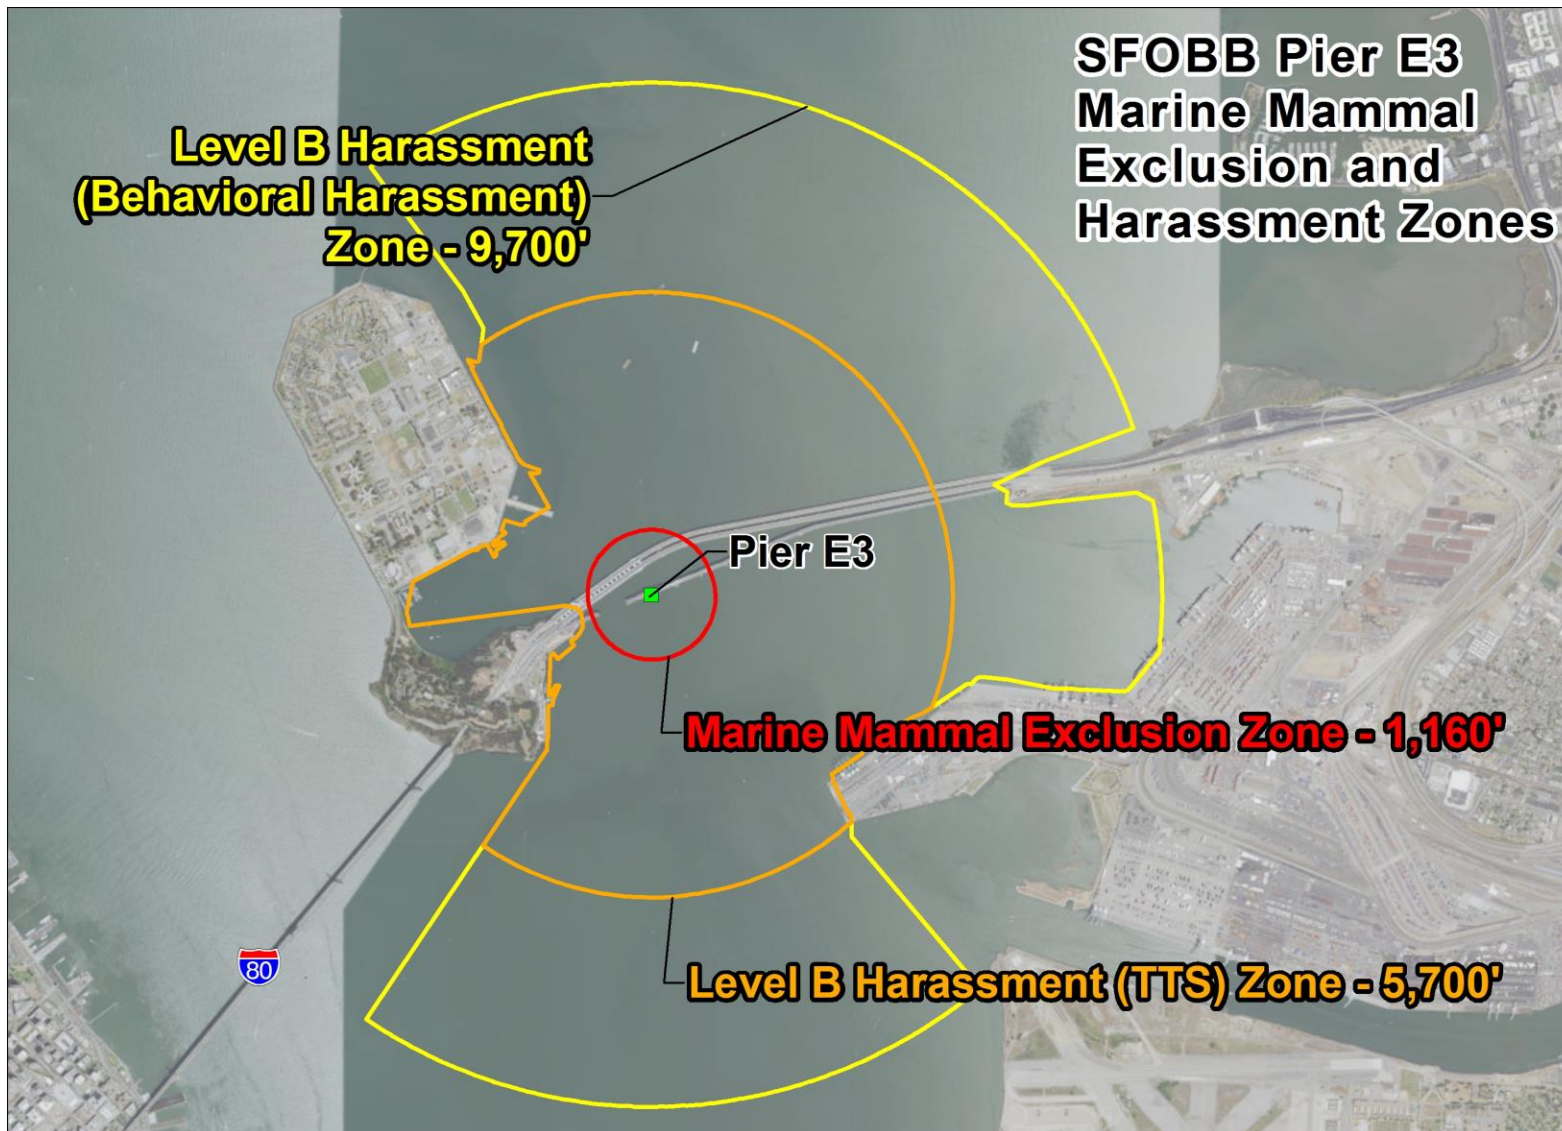 SFOBB Pier E3
Marine Mammal
Exclusion and
Harassment Zones
Level B Harassment
(Behavioral Harassment)
Zone - 9,700'
Pier E3
Marine Mammal Exclusion Zone - 1,160'
Level B Harassment (TTS) Zone - 5,700'
80